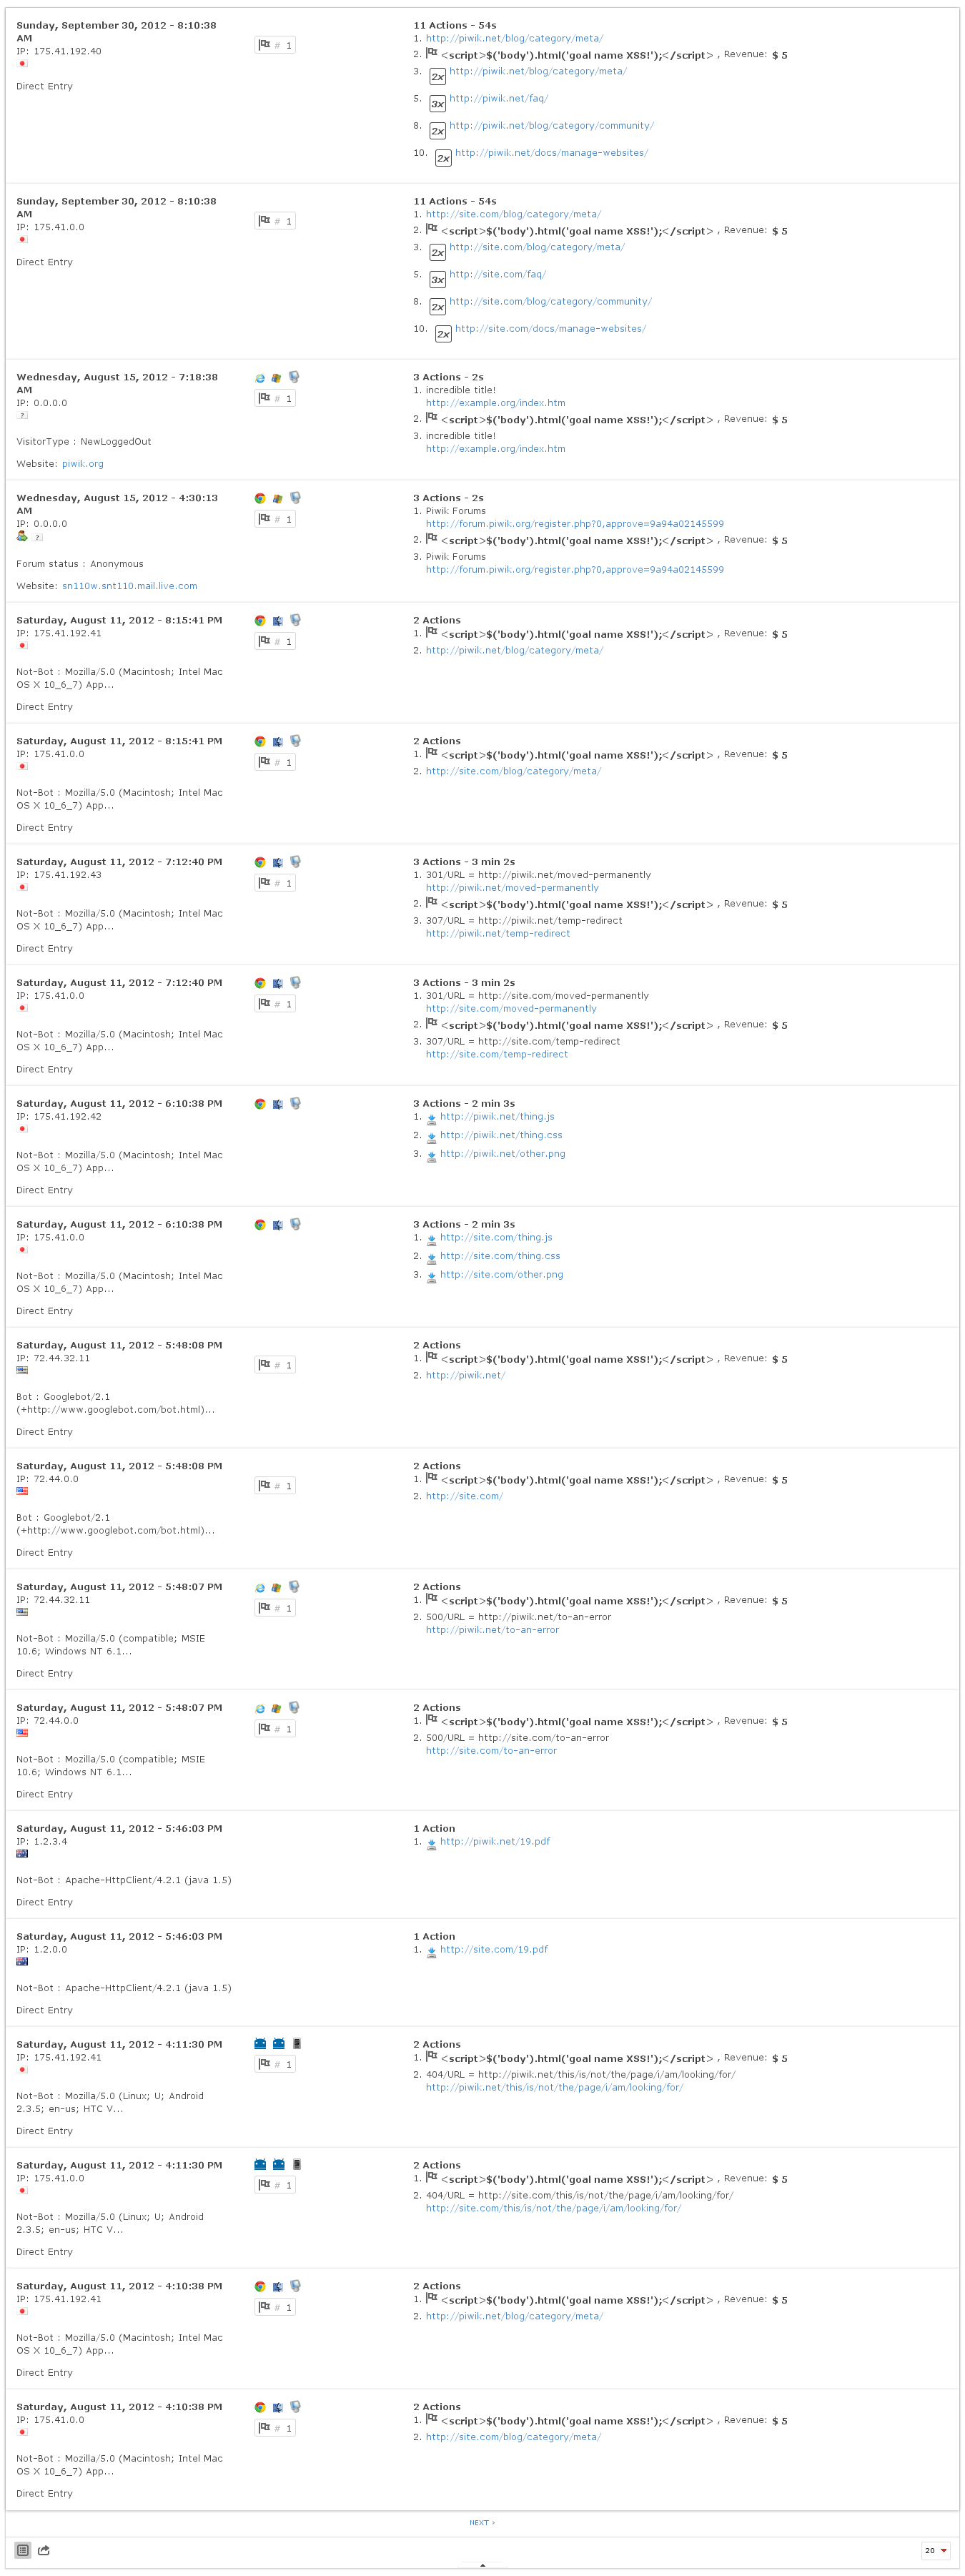 Sunday, September 30, 2012 - 8:10:38
AM
IP: 175.41.192.40
Direct Entry
# 1
11 Actions - 54s
1. http://piwik.net/blog/category/meta/
2. <script>$('body').html('goal name XSS!');</script> , Revenue: $ 5
3. 2x http://piwik.net/blog/category/meta/
5. 3x http://piwik.net/faq/
8. 2x http://piwik.net/blog/category/community/
10. 2x http://piwik.net/docs/manage-websites/
Sunday, September 30, 2012 - 8:10:38
AM
IP: 175.41.0.0
Direct Entry
# 1
11 Actions - 54s
1. http://site.com/blog/category/meta/
2. <script>$('body').html('goal name XSS!');</script> , Revenue: $ 5
3. 2x http://site.com/blog/category/meta/
5. 3x http://site.com/faq/
8. 2x http://site.com/blog/category/community/
10. 2x http://site.com/docs/manage-websites/
Wednesday, August 15, 2012 - 7:18:38
AM
IP: 0.0.0.0
?
VisitorType : NewLoggedOut
Website: piwik.org
# 1
3 Actions - 2s
1. incredible title!
http://example.org/index.htm
2. <script>$('body').html('goal name XSS!');</script> , Revenue: $ 5
3. incredible title!
http://example.org/index.htm
Wednesday, August 15, 2012 - 4:30:13
AM
IP: 0.0.0.0
?
Forum status : Anonymous
Website: sn110w.snt110.mail.live.com
# 1
3 Actions - 2s
1. Piwik Forums
http://forum.piwik.org/register.php?0,approve=9a94a02145599
2. <script>$('body').html('goal name XSS!');</script> , Revenue: $ 5
3. Piwik Forums
http://forum.piwik.org/register.php?0,approve=9a94a02145599
Saturday, August 11, 2012 - 8:15:41 PM
IP: 175.41.192.41
Not-Bot : Mozilla/5.0 (Macintosh; Intel Mac
OS X 10_6_7) App...
Direct Entry
# 1
2 Actions
1. <script>$('body').html('goal name XSS!');</script> , Revenue: $ 5
2. http://piwik.net/blog/category/meta/
Saturday, August 11, 2012 - 8:15:41 PM
IP: 175.41.0.0
Not-Bot : Mozilla/5.0 (Macintosh; Intel Mac
OS X 10_6_7) App...
Direct Entry
# 1
2 Actions
1. <script>$('body').html('goal name XSS!');</script> , Revenue: $ 5
2. http://site.com/blog/category/meta/
Saturday, August 11, 2012 - 7:12:40 PM
IP: 175.41.192.43
Not-Bot : Mozilla/5.0 (Macintosh; Intel Mac
OS X 10_6_7) App...
Direct Entry
# 1
3 Actions - 3 min 2s
1. 301/URL = http://piwik.net/moved-permanently
http://piwik.net/moved-permanently
2. <script>$('body').html('goal name XSS!');</script> , Revenue: $ 5
3. 307/URL = http://piwik.net/temp-redirect
http://piwik.net/temp-redirect
Saturday, August 11, 2012 - 7:12:40 PM
IP: 175.41.0.0
Not-Bot : Mozilla/5.0 (Macintosh; Intel Mac
OS X 10_6_7) App...
Direct Entry
# 1
3 Actions - 3 min 2s
1. 301/URL = http://site.com/moved-permanently
http://site.com/moved-permanently
2. <script>$('body').html('goal name XSS!');</script> , Revenue: $ 5
3. 307/URL = http://site.com/temp-redirect
http://site.com/temp-redirect
Saturday, August 11, 2012 - 6:10:38 PM
IP: 175.41.192.42
Not-Bot : Mozilla/5.0 (Macintosh; Intel Mac
OS X 10_6_7) App...
Direct Entry
3 Actions - 2 min 3s
1. http://piwik.net/thing.js
2. http://piwik.net/thing.css
3. http://piwik.net/other.png
Saturday, August 11, 2012 - 6:10:38 PM
IP: 175.41.0.0
Not-Bot : Mozilla/5.0 (Macintosh; Intel Mac
OS X 10_6_7) App...
Direct Entry
3 Actions - 2 min 3s
1. http://site.com/thing.js
2. http://site.com/thing.css
3. http://site.com/other.png
Saturday, August 11, 2012 - 5:48:08 PM
IP: 72.44.32.11
Bot : Googlebot/2.1
(+http://www.googlebot.com/bot.html)...
Direct Entry
# 1
2 Actions
1. <script>$('body').html('goal name XSS!');</script> , Revenue: $ 5
2. http://piwik.net/
Saturday, August 11, 2012 - 5:48:08 PM
IP: 72.44.0.0
Bot : Googlebot/2.1
(+http://www.googlebot.com/bot.html)...
Direct Entry
# 1
2 Actions
1. <script>$('body').html('goal name XSS!');</script> , Revenue: $ 5
2. http://site.com/
Saturday, August 11, 2012 - 5:48:07 PM
IP: 72.44.32.11
Not-Bot : Mozilla/5.0 (compatible; MSIE
10.6; Windows NT 6.1...
Direct Entry
# 1
2 Actions
1. <script>$('body').html('goal name XSS!');</script> , Revenue: $ 5
2. 500/URL = http://piwik.net/to-an-error
http://piwik.net/to-an-error
Saturday, August 11, 2012 - 5:48:07 PM
IP: 72.44.0.0
Not-Bot : Mozilla/5.0 (compatible; MSIE
10.6; Windows NT 6.1...
Direct Entry
# 1
2 Actions
1. <script>$('body').html('goal name XSS!');</script> , Revenue: $ 5
2. 500/URL = http://site.com/to-an-error
http://site.com/to-an-error
Saturday, August 11, 2012 - 5:46:03 PM
IP: 1.2.3.4
Not-Bot : Apache-HttpClient/4.2.1 (java 1.5)
Direct Entry
1 Action
1. http://piwik.net/19.pdf
Saturday, August 11, 2012 - 5:46:03 PM
IP: 1.2.0.0
Not-Bot : Apache-HttpClient/4.2.1 (java 1.5)
Direct Entry
1 Action
1. http://site.com/19.pdf
Saturday, August 11, 2012 - 4:11:30 PM
IP: 175.41.192.41
Not-Bot : Mozilla/5.0 (Linux; U; Android
2.3.5; en-us; HTC V...
Direct Entry
# 1
2 Actions
1. <script>$('body').html('goal name XSS!');</script> , Revenue: $ 5
2. 404/URL = http://piwik.net/this/is/not/the/page/i/am/looking/for/
http://piwik.net/this/is/not/the/page/i/am/looking/for/
Saturday, August 11, 2012 - 4:11:30 PM
IP: 175.41.0.0
Not-Bot : Mozilla/5.0 (Linux; U; Android
2.3.5; en-us; HTC V...
Direct Entry
# 1
2 Actions
1. <script>$('body').html('goal name XSS!');</script> , Revenue: $ 5
2. 404/URL = http://site.com/this/is/not/the/page/i/am/looking/for/
http://site.com/this/is/not/the/page/i/am/looking/for/
Saturday, August 11, 2012 - 4:10:38 PM
IP: 175.41.192.41
Not-Bot : Mozilla/5.0 (Macintosh; Intel Mac
OS X 10_6_7) App...
Direct Entry
# 1
2 Actions
1. <script>$('body').html('goal name XSS!');</script> , Revenue: $ 5
2. http://piwik.net/blog/category/meta/
Saturday, August 11, 2012 - 4:10:38 PM
IP: 175.41.0.0
Not-Bot : Mozilla/5.0 (Macintosh; Intel Mac
OS X 10_6_7) App...
Direct Entry
# 1
2 Actions
1. <script>$('body').html('goal name XSS!');</script> , Revenue: $ 5
2. http://site.com/blog/category/meta/
NEXT ›
20